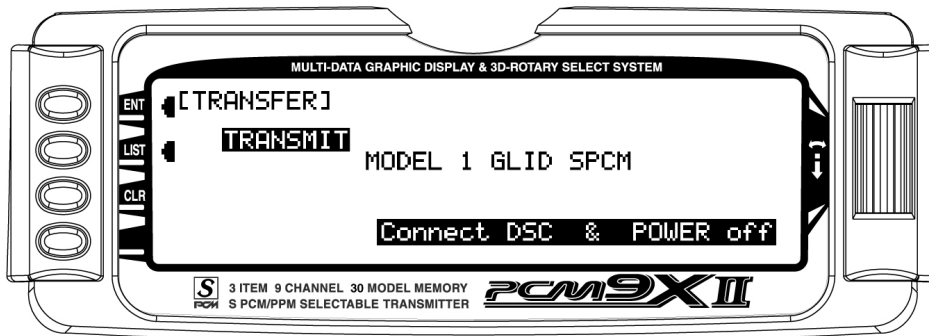 MULTI-DATA GRAPHIC DISPLAY & 3D-ROTARY SELECT SYSTEM
ENT
[TRANSFER]
LIST
TRANSMIT
MODEL 1 GLID SPCM
CLR
Connect DSC & POWER off
S PCM
3 ITEM 9 CHANNEL 30 MODEL MEMORY
S PCM/PPM SELECTABLE TRANSMITTER
PCM9XII